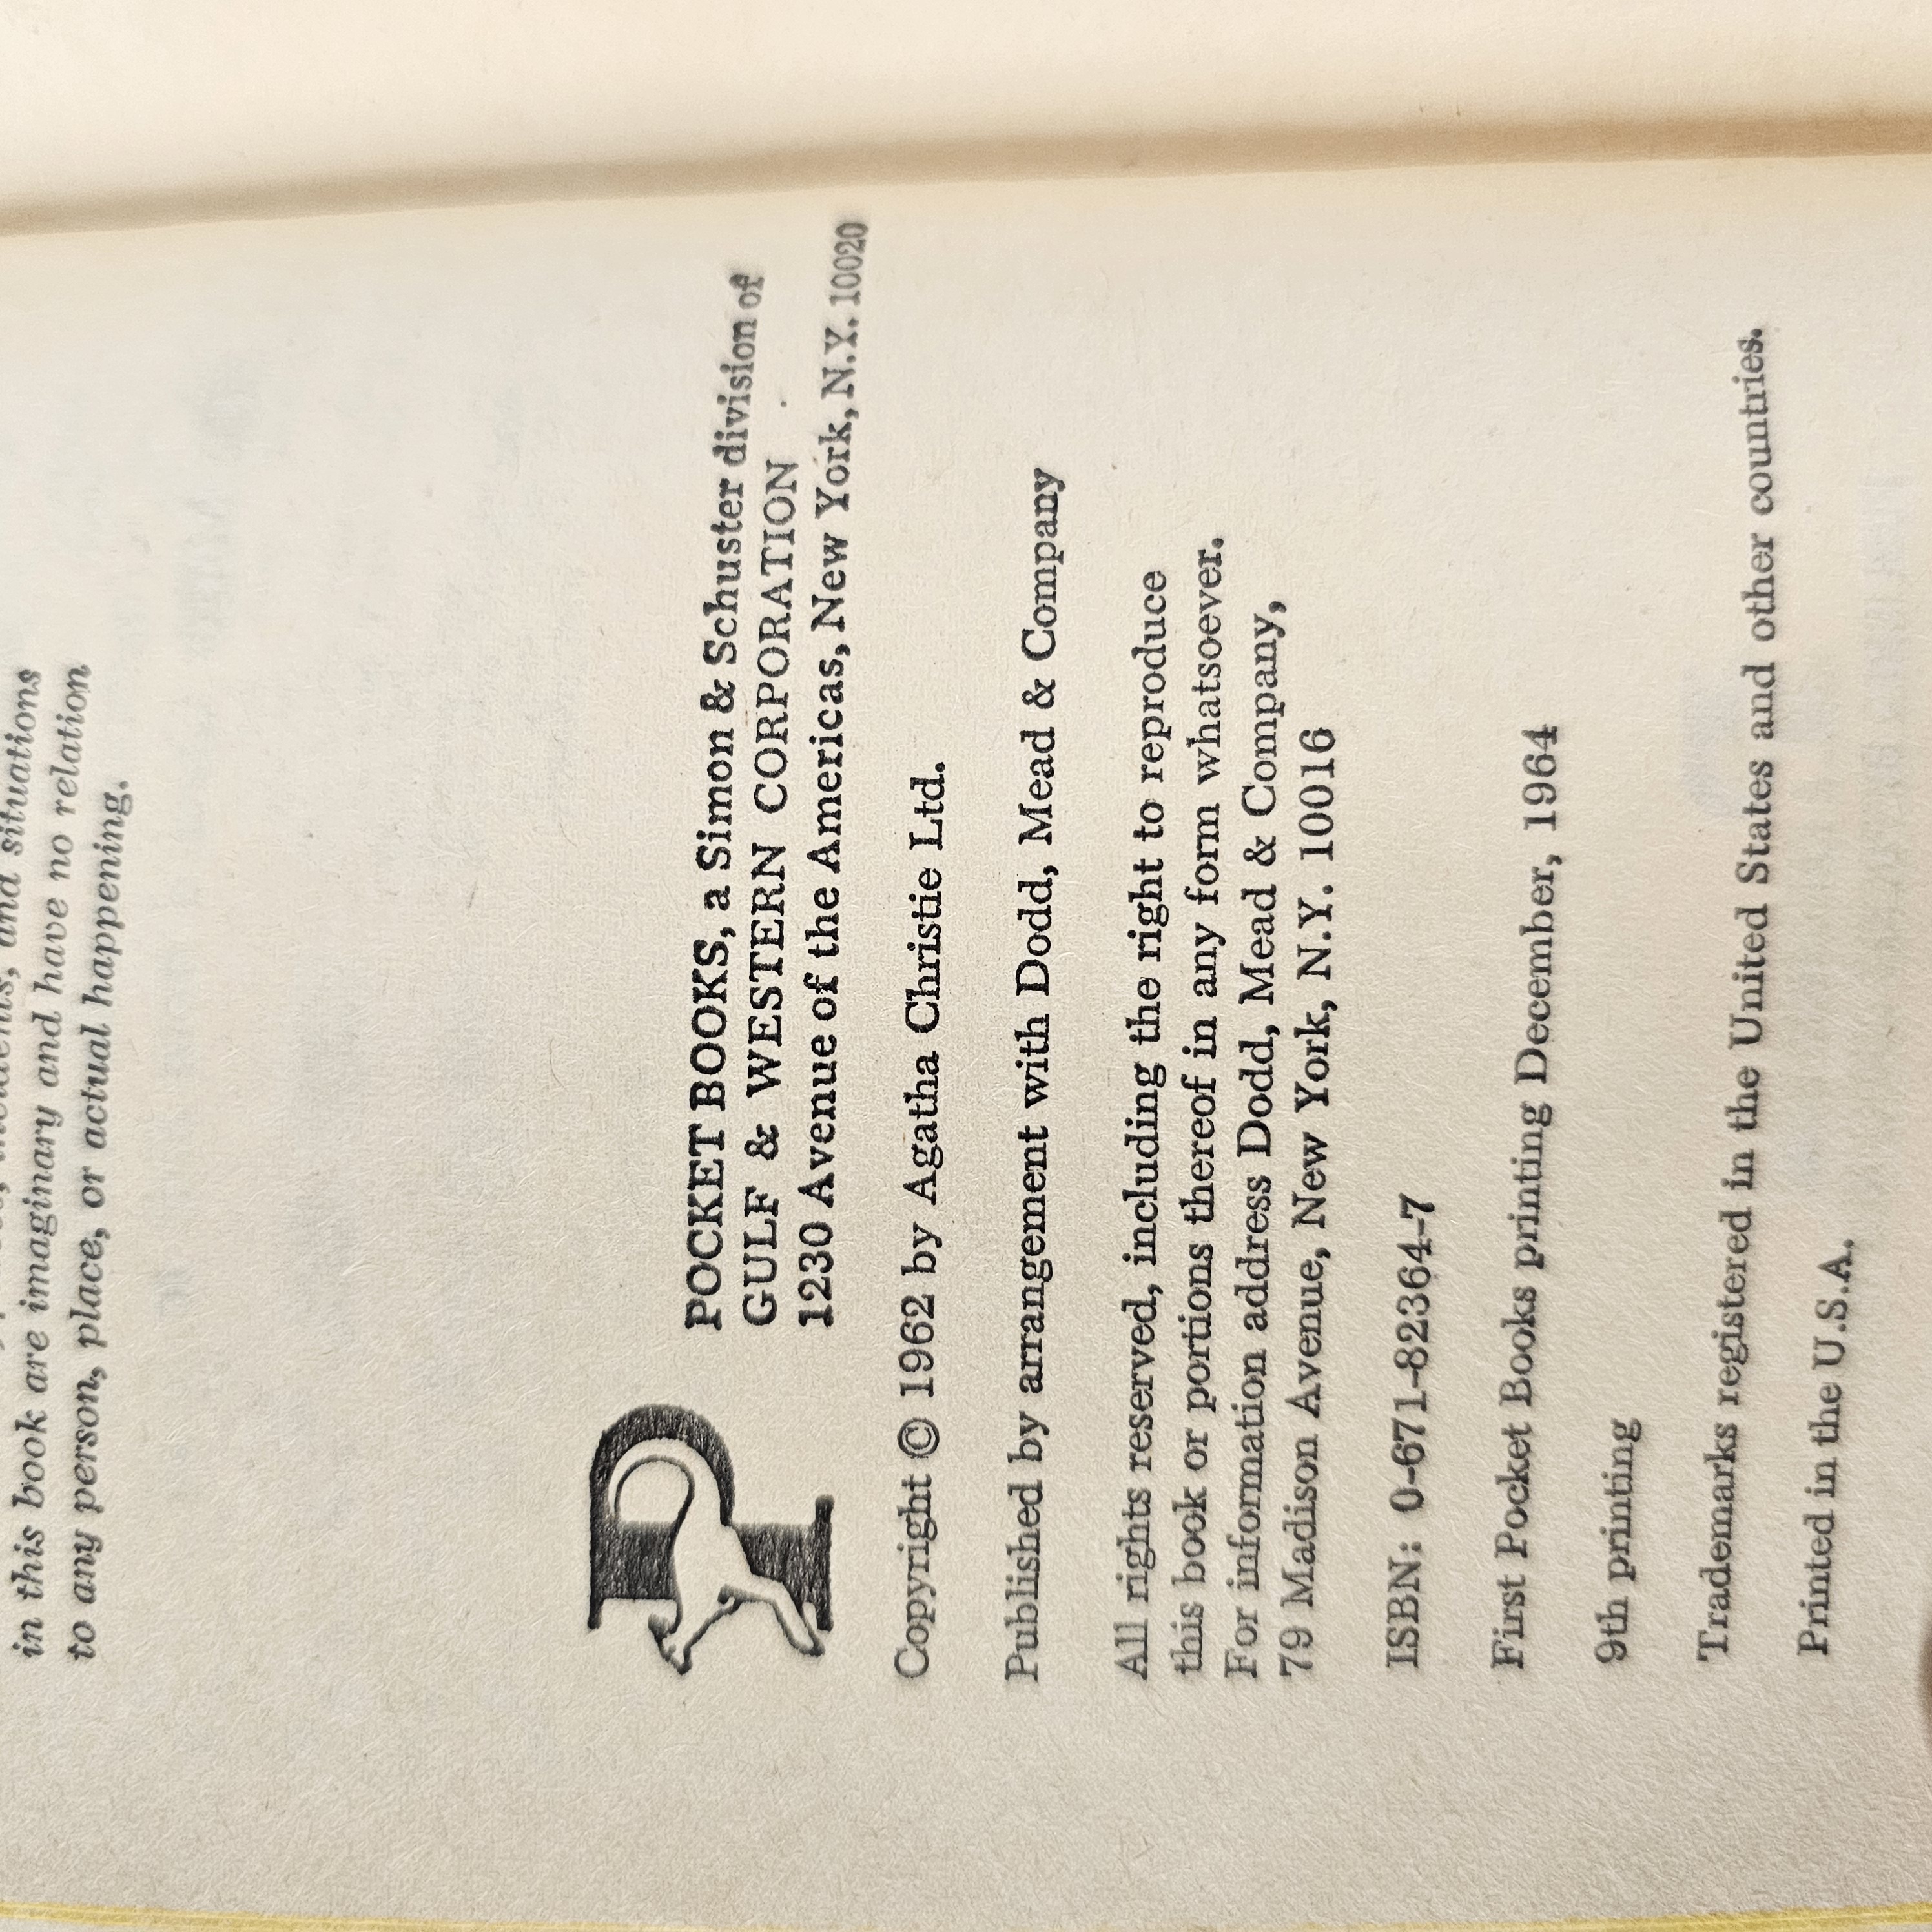 incidents, and situations
in this book are imaginary and have no relation
to any person, place, or actual happening.
P
POCKET BOOKS, a Simon & Schuster division of
GULF & WESTERN CORPORATION
1230 Avenue of the Americas, New York, N.Y. 10020
Copyright © 1962 by Agatha Christie Ltd.
Published by arrangement with Dodd, Mead & Company
All rights reserved, including the right to reproduce
this book or portions thereof in any form whatsoever.
For information address Dodd, Mead & Company,
79 Madison Avenue, New York, N.Y. 10016
ISBN: 0-671-82364-7
First Pocket Books printing December, 1964
9th printing
Trademarks registered in the United States and other countries.
Printed in the U.S.A.